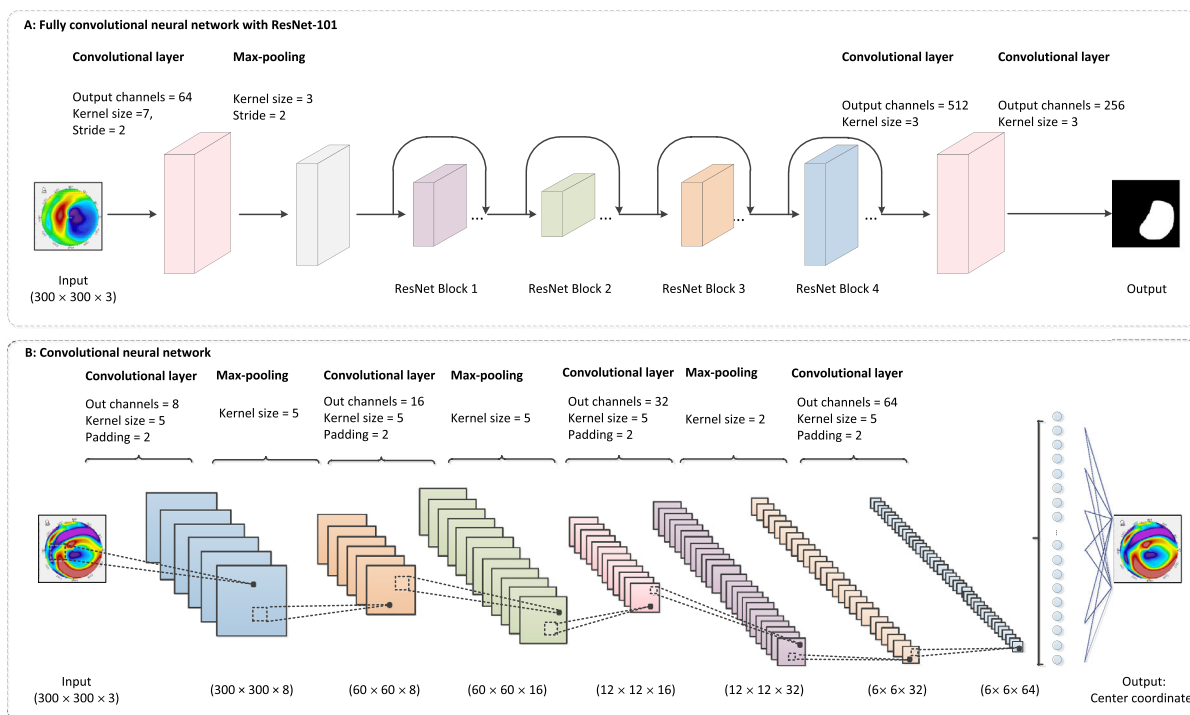 A: Fully convolutional neural network with ResNet-101
Convolutional layer
Output channels = 64
Kernel size =7,
Stride = 2
Max-pooling
Kernel size = 3
Stride = 2
Convolutional layer
Output channels = 512
Kernel size =3
Convolutional layer
Output channels = 256
Kernel size = 3
...
...
...
...
Input
(300 × 300 × 3)
ResNet Block 1
ResNet Block 2
ResNet Block 3
ResNet Block 4
Output
B: Convolutional neural network
Convolutional layer
Out channels = 8
Kernel size = 5
Padding = 2
Max-pooling
Kernel size = 5
Convolutional layer
Out channels = 16
Kernel size = 5
Padding = 2
Max-pooling
Kernel size = 5
Convolutional layer
Out channels = 32
Kernel size = 5
Padding = 2
Max-pooling
Kernel size = 2
Convolutional layer
Out channels = 64
Kernel size = 5
Padding = 2
Input
(300 × 300 × 3)
(300 × 300 × 8)
(60 × 60 × 8)
(60 × 60 × 16)
(12 × 12 × 16)
(12 × 12 × 32)
(6× 6× 32)
(6× 6× 64)
Output:
Center coordinate